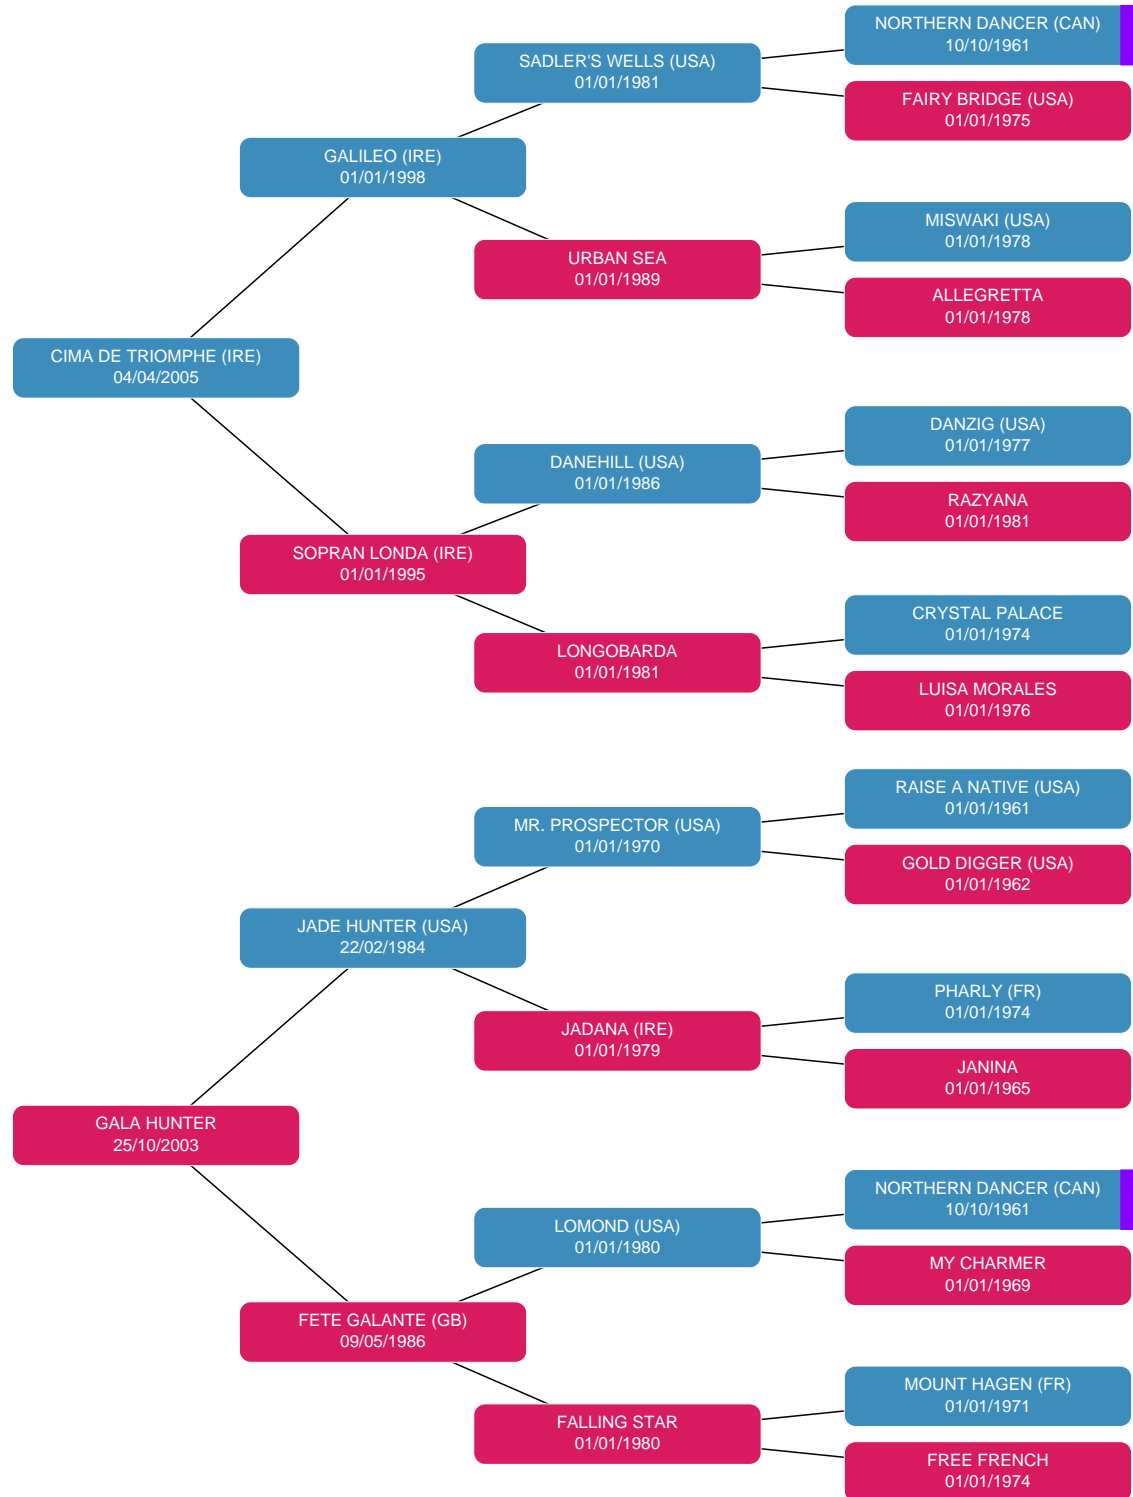 NORTHERN DANCER (CAN)
10/10/1961
SADLER'S WELLS (USA)
01/01/1981
FAIRY BRIDGE (USA)
01/01/1975
GALILEO (IRE)
01/01/1998
MISWAKI (USA)
01/01/1978
URBAN SEA
01/01/1989
ALLEGRETTA
01/01/1978
CIMA DE TRIOMPHE (IRE)
04/04/2005
DANZIG (USA)
01/01/1977
DANEHILL (USA)
01/01/1986
RAZYANA
01/01/1981
SOPRAN LONDA (IRE)
01/01/1995
CRYSTAL PALACE
01/01/1974
LONGOBARDA
01/01/1981
LUISA MORALES
01/01/1976
RAISE A NATIVE (USA)
01/01/1961
MR. PROSPECTOR (USA)
01/01/1970
GOLD DIGGER (USA)
01/01/1962
JADE HUNTER (USA)
22/02/1984
PHARLY (FR)
01/01/1974
JADANA (IRE)
01/01/1979
JANINA
01/01/1965
GALA HUNTER
25/10/2003
NORTHERN DANCER (CAN)
10/10/1961
LOMOND (USA)
01/01/1980
MY CHARMER
01/01/1969
FETE GALANTE (GB)
09/05/1986
MOUNT HAGEN (FR)
01/01/1971
FALLING STAR
01/01/1980
FREE FRENCH
01/01/1974